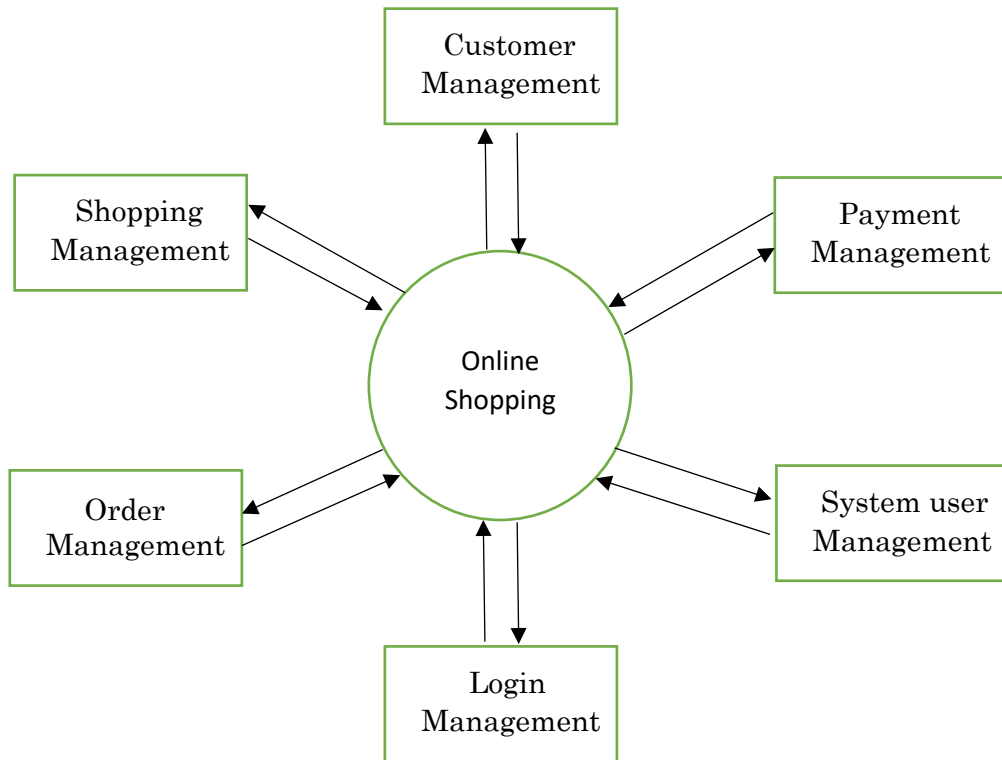 Customer
Management
Shopping
Management
Payment
Management
Online
Shopping
Order
Management
System user
Management
Login
Management